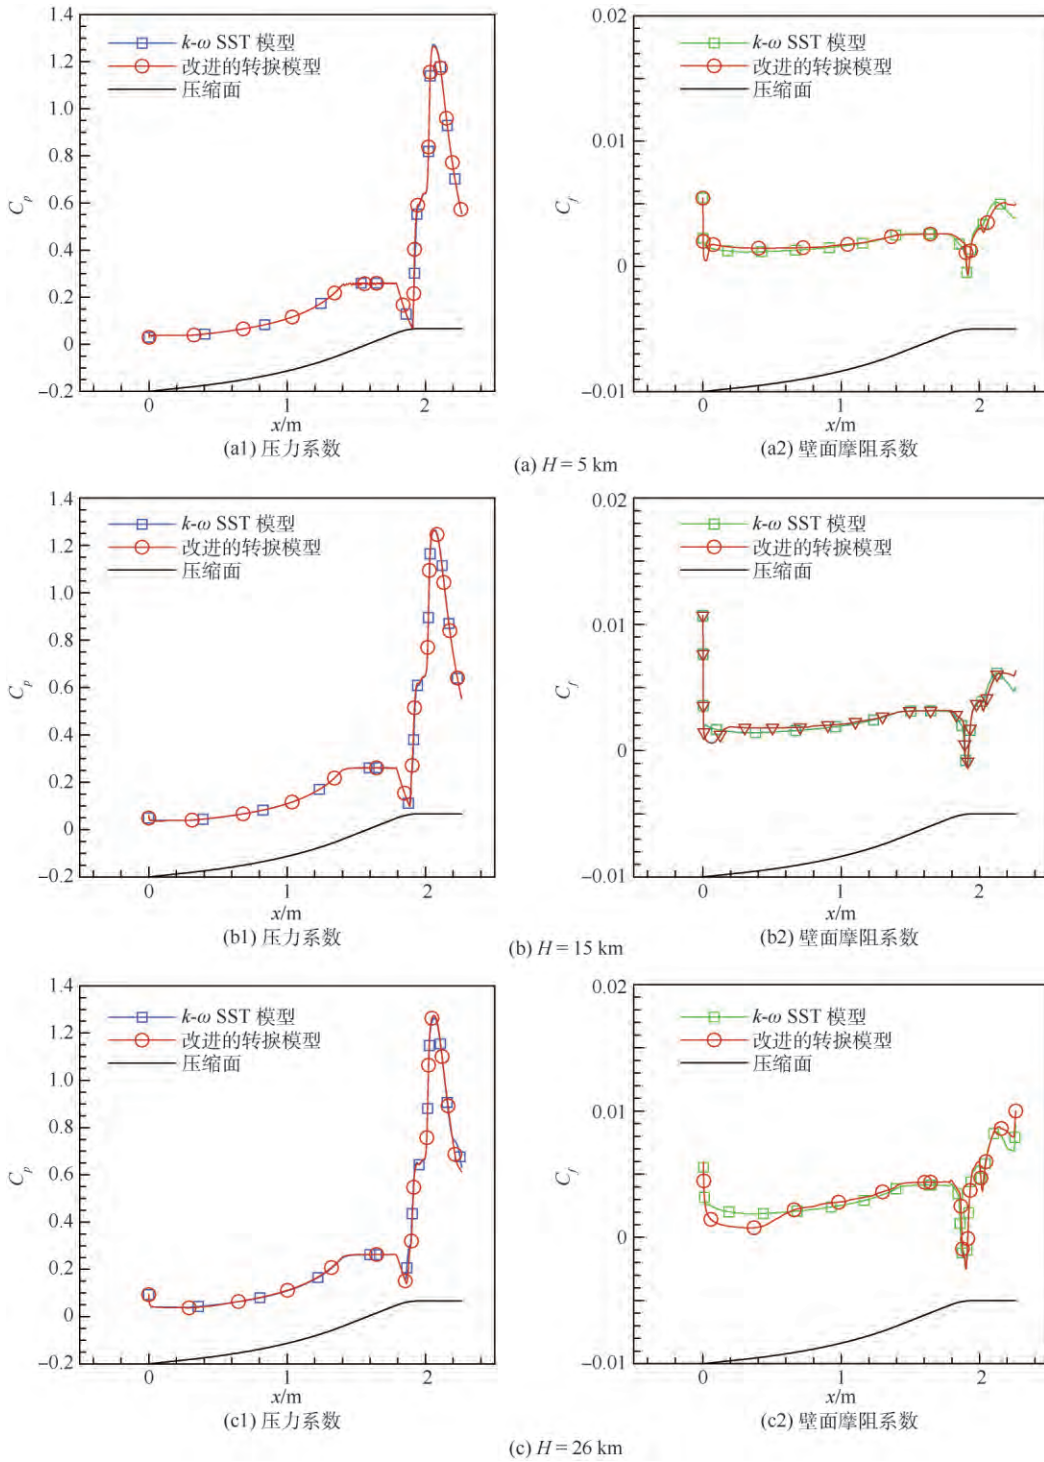 1.4
1.2
1.0
0.8
0.6
0.4
0.2
0
−0.2
C_p
k-ω SST 模型
改进的转捩模型
压缩面
0 1 2
x/m
(a1) 压力系数
0.02
0.01
0
−0.01
C_f
k-ω SST 模型
改进的转捩模型
压缩面
0 1 2
x/m
(a2) 壁面摩阻系数
(a) H = 5 km
1.4
1.2
1.0
0.8
0.6
0.4
0.2
0
−0.2
C_p
k-ω SST 模型
改进的转捩模型
压缩面
0 1 2
x/m
(b1) 压力系数
0.02
0.01
0
−0.01
C_f
k-ω SST 模型
改进的转捩模型
压缩面
0 1 2
x/m
(b2) 壁面摩阻系数
(b) H = 15 km
1.4
1.2
1.0
0.8
0.6
0.4
0.2
0
−0.2
C_p
k-ω SST 模型
改进的转捩模型
压缩面
0 1 2
x/m
(c1) 压力系数
0.02
0.01
0
−0.01
C_f
k-ω SST 模型
改进的转捩模型
压缩面
0 1 2
x/m
(c2) 壁面摩阻系数
(c) H = 26 km